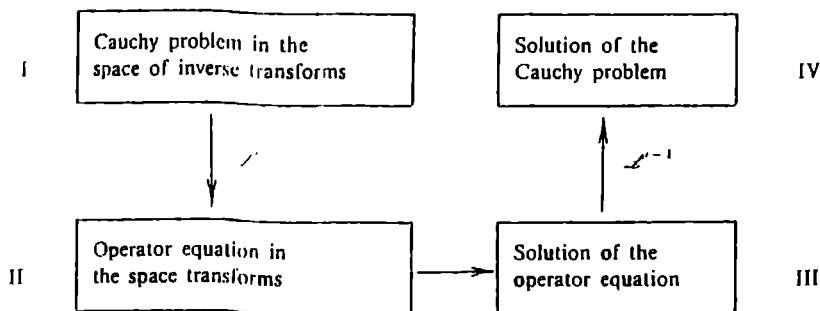 I
Cauchy problem in the
space of inverse transforms
Solution of the
Cauchy problem
IV
ℒ⁻¹
II
Operator equation in
the space transforms
Solution of the
operator equation
III